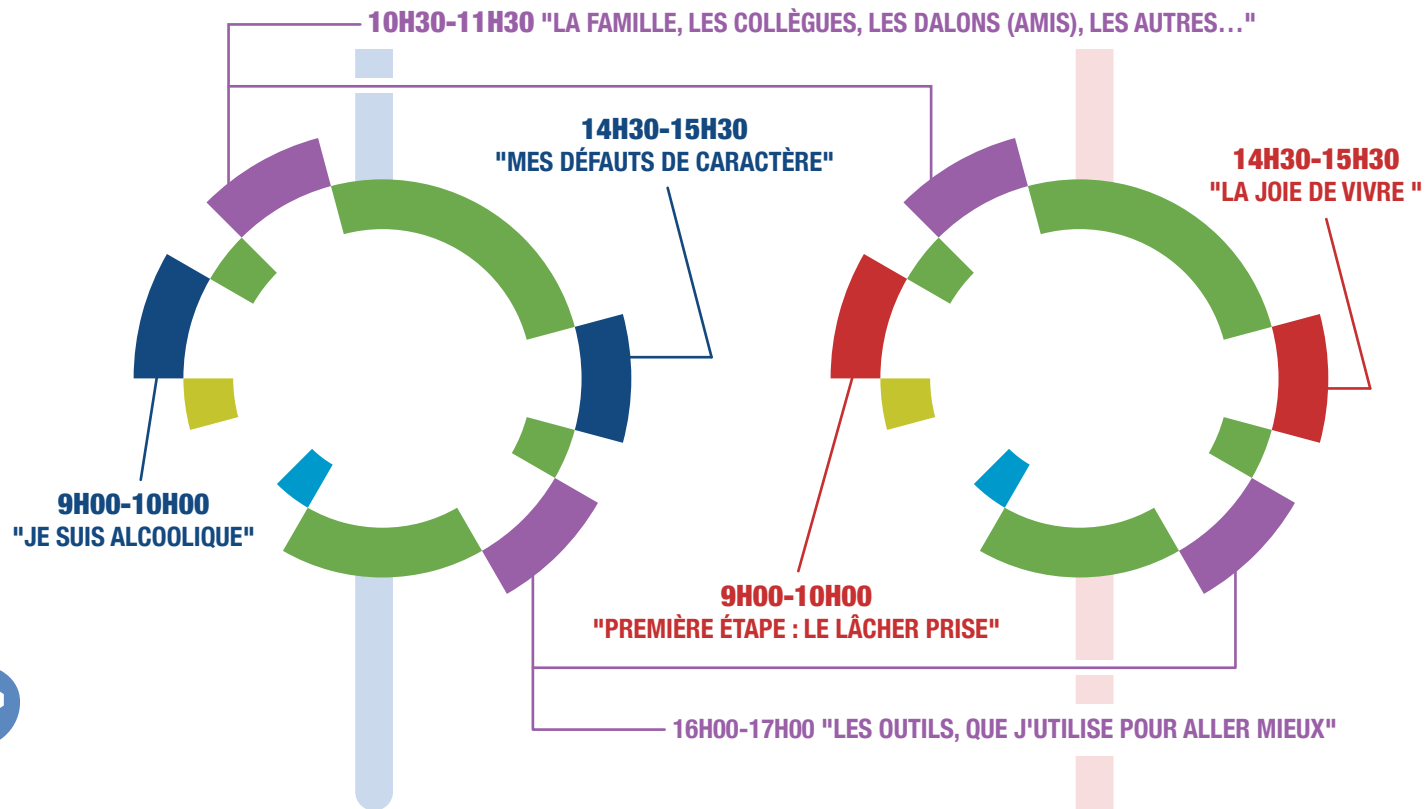 10H30-11H30 "LA FAMILLE, LES COLLÈGUES, LES DALONS (AMIS), LES AUTRES…"
14H30-15H30
"MES DÉFAUTS DE CARACTÈRE"
14H30-15H30
"LA JOIE DE VIVRE "
9H00-10H00
"JE SUIS ALCOOLIQUE"
9H00-10H00
"PREMIÈRE ÉTAPE : LE LÂCHER PRISE"
16H00-17H00 "LES OUTILS, QUE J'UTILISE POUR ALLER MIEUX"